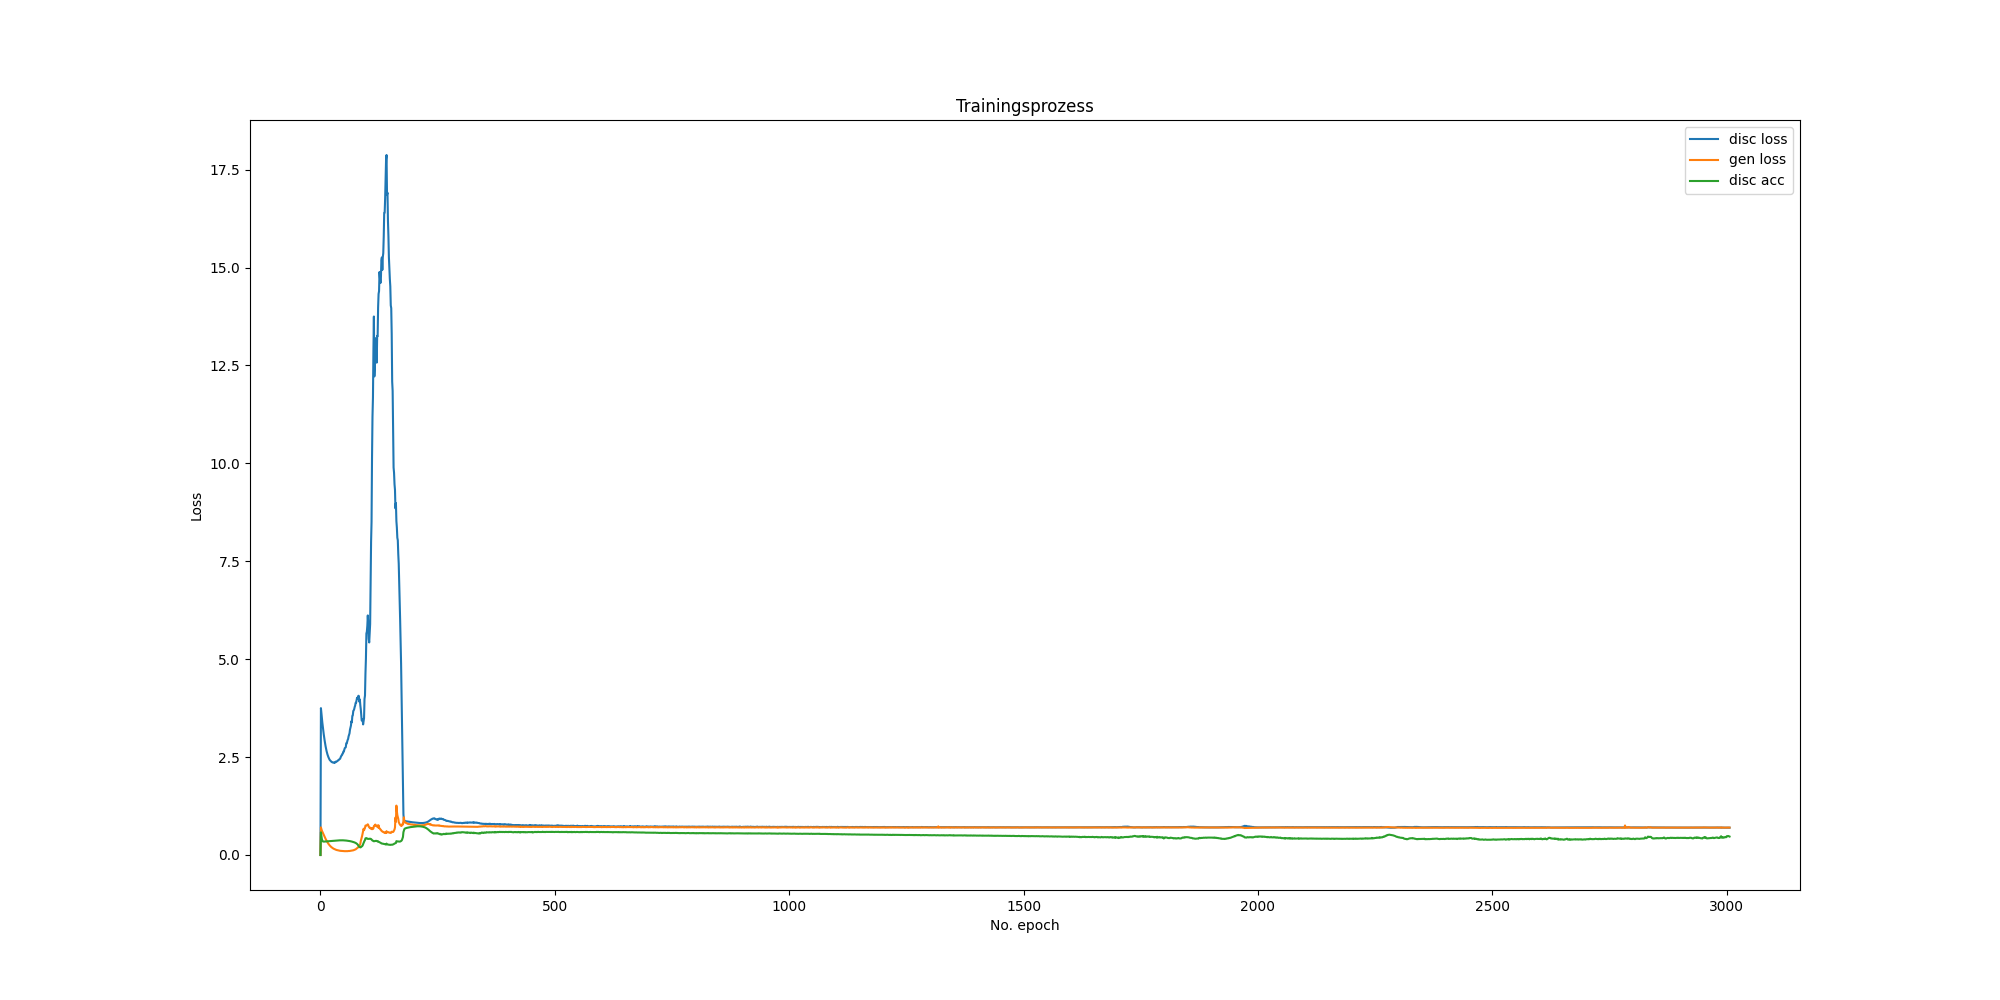 Trainingsprozess
disc loss
gen loss
disc acc
17.5
15.0
12.5
10.0
7.5
5.0
2.5
0.0
Loss
0 500 1000 1500 2000 2500 3000
No. epoch